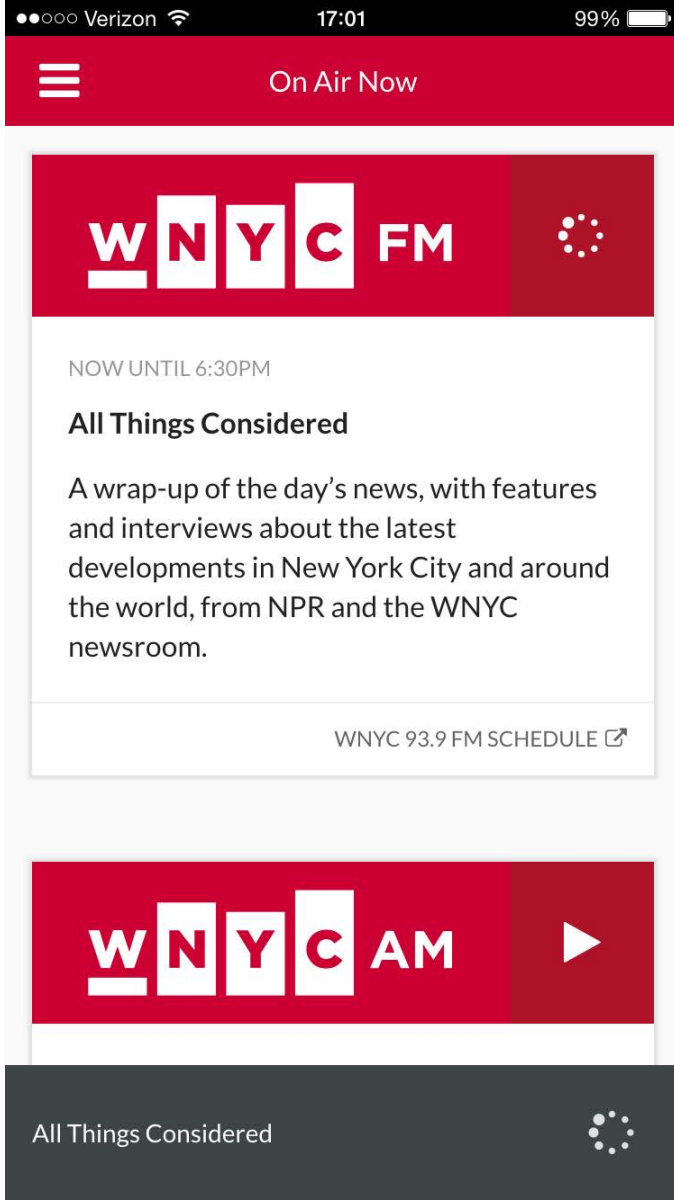 Verizon 17:01 99%
On Air Now
WNYC FM
NOW UNTIL 6:30PM
All Things Considered
A wrap-up of the day's news, with features
and interviews about the latest
developments in New York City and around
the world, from NPR and the WNYC
newsroom.
WNYC 93.9 FM SCHEDULE
WNYC AM
All Things Considered